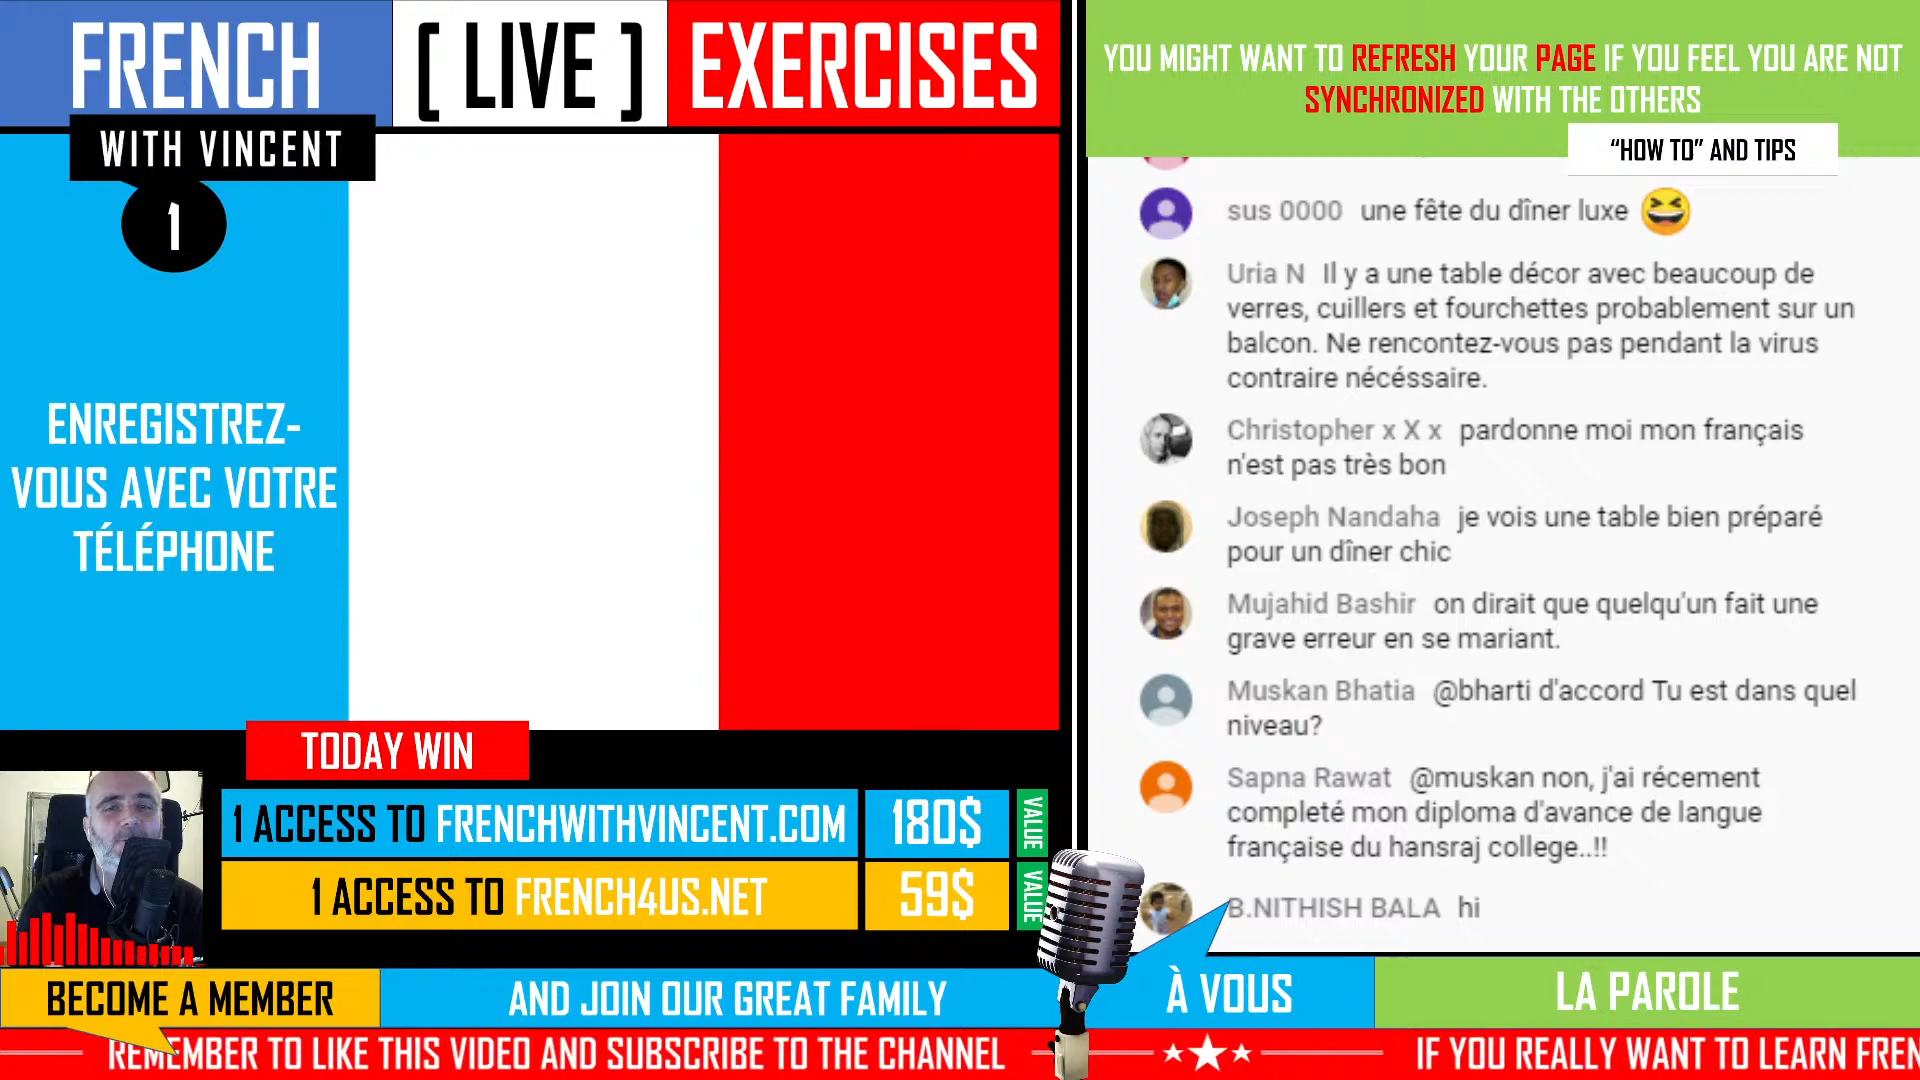 FRENCH
[ LIVE ]
EXERCISES
WITH VINCENT
1
ENREGISTREZ-
VOUS AVEC VOTRE
TÉLÉPHONE
TODAY WIN
1 ACCESS TO FRENCHWITHVINCENT.COM
180$
VALUE
1 ACCESS TO FRENCH4US.NET
59$
VALUE
BECOME A MEMBER
AND JOIN OUR GREAT FAMILY
YOU MIGHT WANT TO REFRESH YOUR PAGE IF YOU FEEL YOU ARE NOT
SYNCHRONIZED WITH THE OTHERS
“HOW TO” AND TIPS
sus 0000 une fête du dîner luxe
Uria N Il y a une table décor avec beaucoup de
verres, cuillers et fourchettes probablement sur un
balcon. Ne rencontez-vous pas pendant la virus
contraire nécéssaire.
Christopher x X x pardonne moi mon français
n'est pas très bon
Joseph Nandaha je vois une table bien préparé
pour un dîner chic
Mujahid Bashir on dirait que quelqu'un fait une
grave erreur en se mariant.
Muskan Bhatia @bharti d'accord Tu est dans quel
niveau?
Sapna Rawat @muskan non, j'ai récement
completé mon diploma d'avance de langue
française du hansraj college..!!
B.NITHISH BALA hi
À VOUS
LA PAROLE
REMEMBER TO LIKE THIS VIDEO AND SUBSCRIBE TO THE CHANNEL
IF YOU REALLY WANT TO LEARN FREN